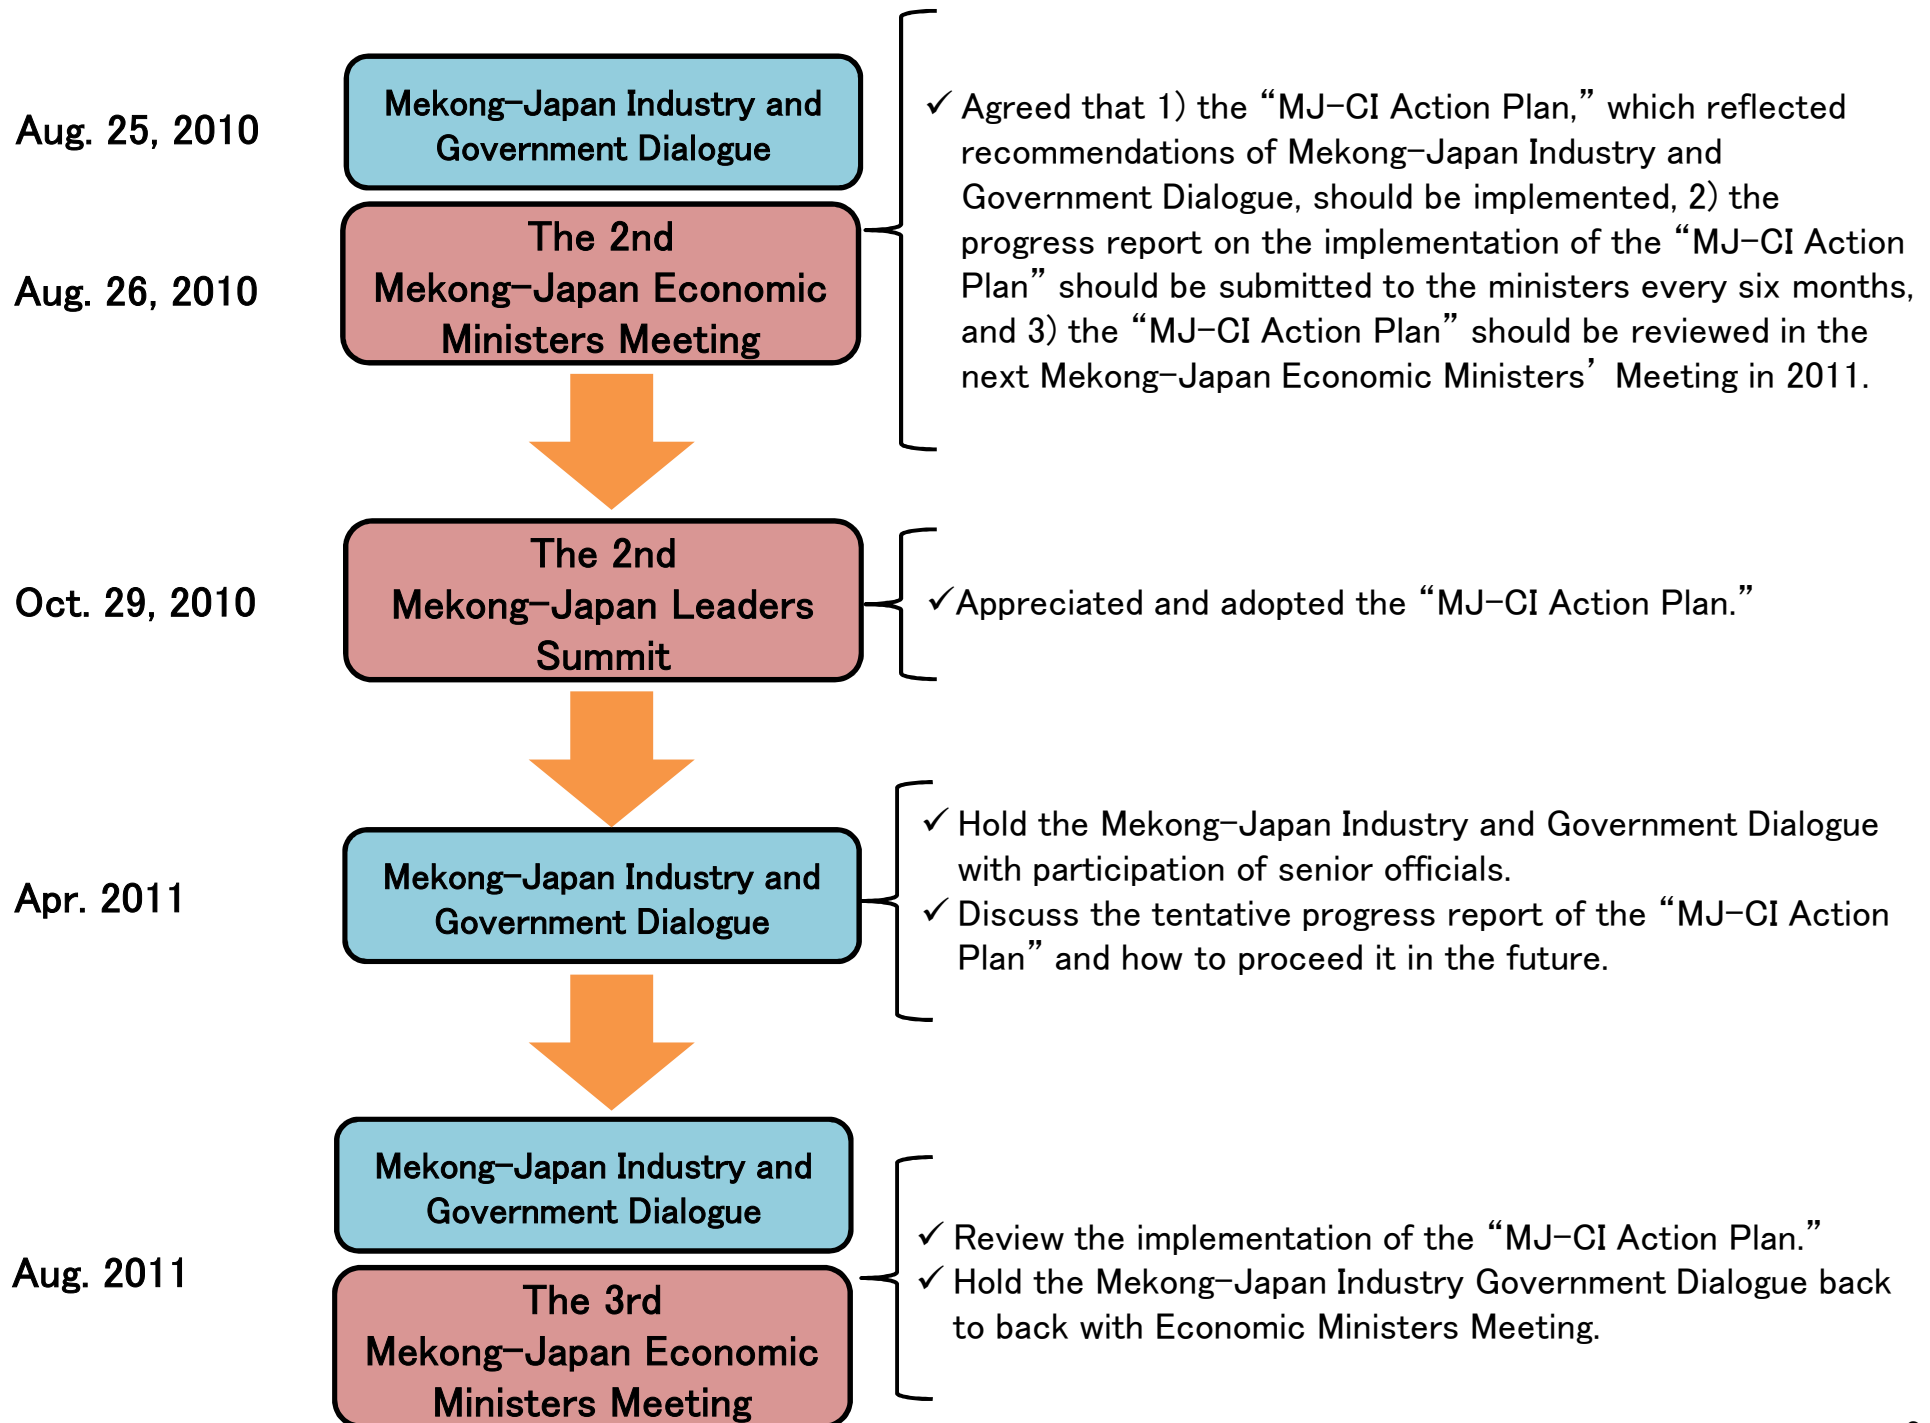 Aug. 25, 2010
Mekong-Japan Industry and
Government Dialogue
Aug. 26, 2010
The 2nd
Mekong-Japan Economic
Ministers Meeting
✓ Agreed that 1) the “MJ-CI Action Plan,” which reflected
recommendations of Mekong-Japan Industry and
Government Dialogue, should be implemented, 2) the
progress report on the implementation of the “MJ-CI Action
Plan” should be submitted to the ministers every six months,
and 3) the “MJ-CI Action Plan” should be reviewed in the
next Mekong-Japan Economic Ministers’ Meeting in 2011.
Oct. 29, 2010
The 2nd
Mekong-Japan Leaders
Summit
✓Appreciated and adopted the “MJ-CI Action Plan.”
Apr. 2011
Mekong-Japan Industry and
Government Dialogue
✓ Hold the Mekong-Japan Industry and Government Dialogue
with participation of senior officials.
✓ Discuss the tentative progress report of the “MJ-CI Action
Plan” and how to proceed it in the future.
Aug. 2011
Mekong-Japan Industry and
Government Dialogue
The 3rd
Mekong-Japan Economic
Ministers Meeting
✓ Review the implementation of the “MJ-CI Action Plan.”
✓ Hold the Mekong-Japan Industry Government Dialogue back
to back with Economic Ministers Meeting.